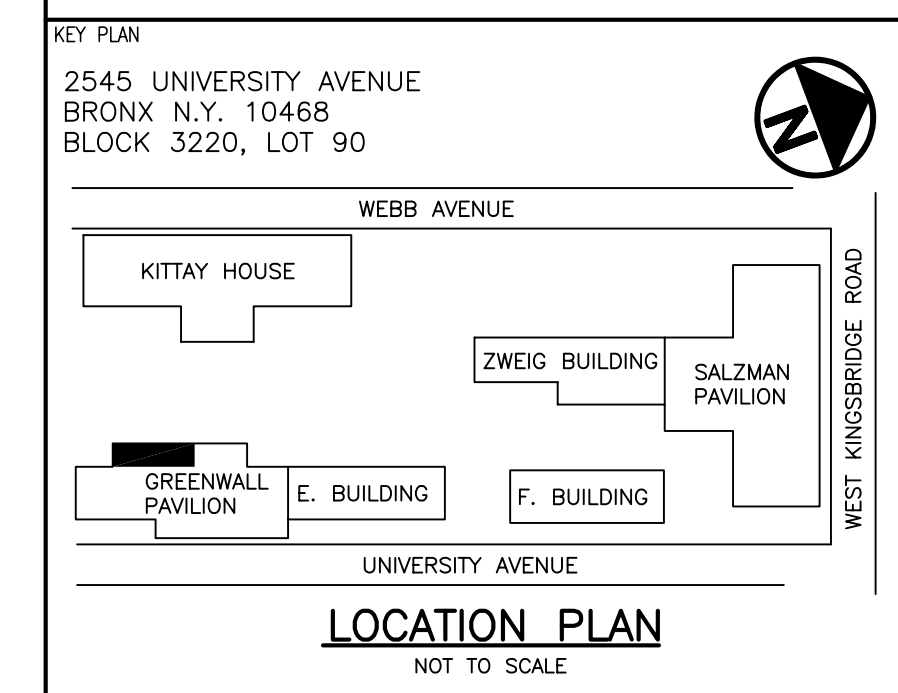 KEY PLAN
2545 UNIVERSITY AVENUE
BRONX N.Y. 10468
BLOCK 3220, LOT 90
N
WEBB AVENUE
KITTAY HOUSE
ZWEIG BUILDING
SALZMAN
PAVILION
WEST KINGSBRIDGE ROAD
GREENWALL
PAVILION
E. BUILDING
F. BUILDING
UNIVERSITY AVENUE
LOCATION PLAN
NOT TO SCALE